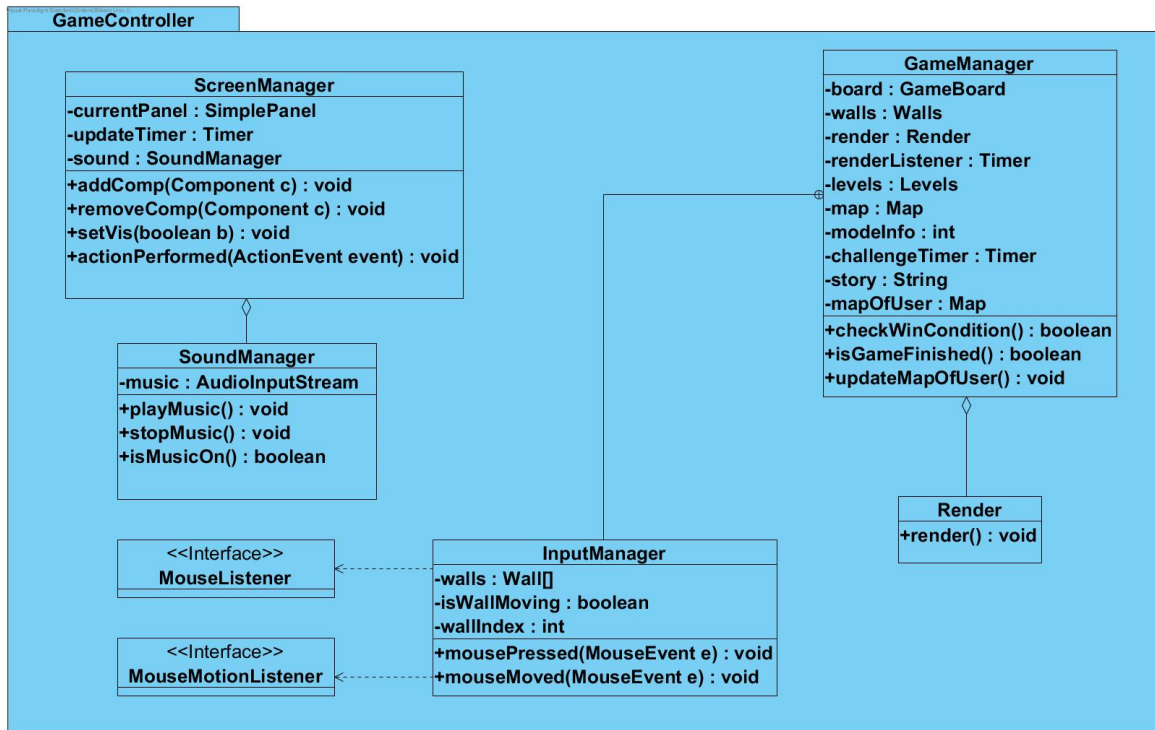 GameController
ScreenManager
-currentPanel : SimplePanel
-updateTimer : Timer
-sound : SoundManager
+addComp(Component c) : void
+removeComp(Component c) : void
+setVis(boolean b) : void
+actionPerformed(ActionEvent event) : void
SoundManager
-music : AudioInputStream
+playMusic() : void
+stopMusic() : void
+isMusicOn() : boolean
<<Interface>>
MouseListener
<<Interface>>
MouseMotionListener
InputManager
-walls : Wall[]
-isWallMoving : boolean
-wallIndex : int
+mousePressed(MouseEvent e) : void
+mouseMoved(MouseEvent e) : void
GameManager
-board : GameBoard
-walls : Walls
-render : Render
-renderListener : Timer
-levels : Levels
-map : Map
-modeInfo : int
-challengeTimer : Timer
-story : String
-mapOfUser : Map
+checkWinCondition() : boolean
+isGameFinished() : boolean
+updateMapOfUser() : void
Render
+render() : void